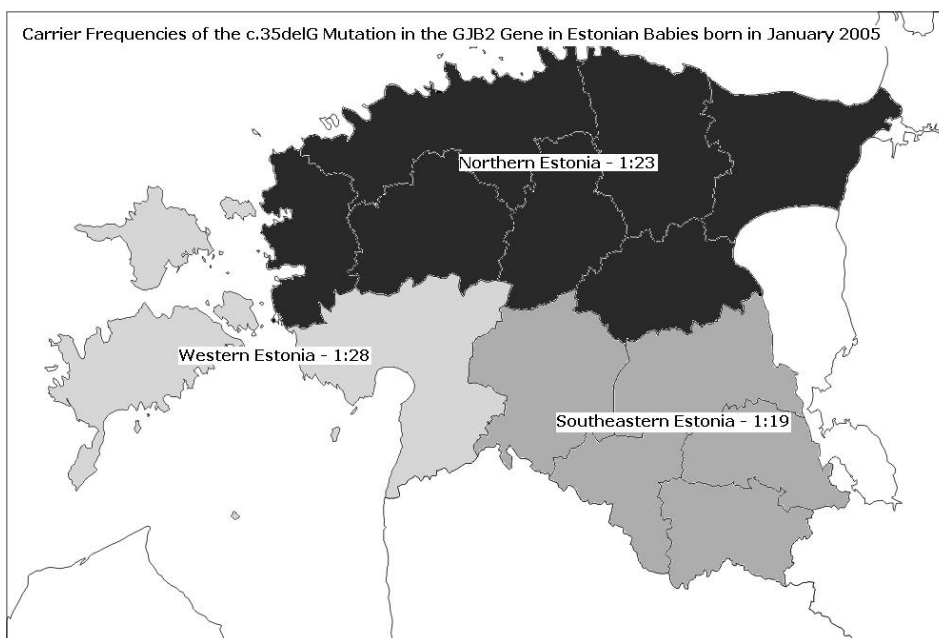 Carrier Frequencies of the c.35delG Mutation in the GJB2 Gene in Estonian Babies born in January 2005
Northern Estonia - 1:23
Western Estonia - 1:28
Southeastern Estonia - 1:19